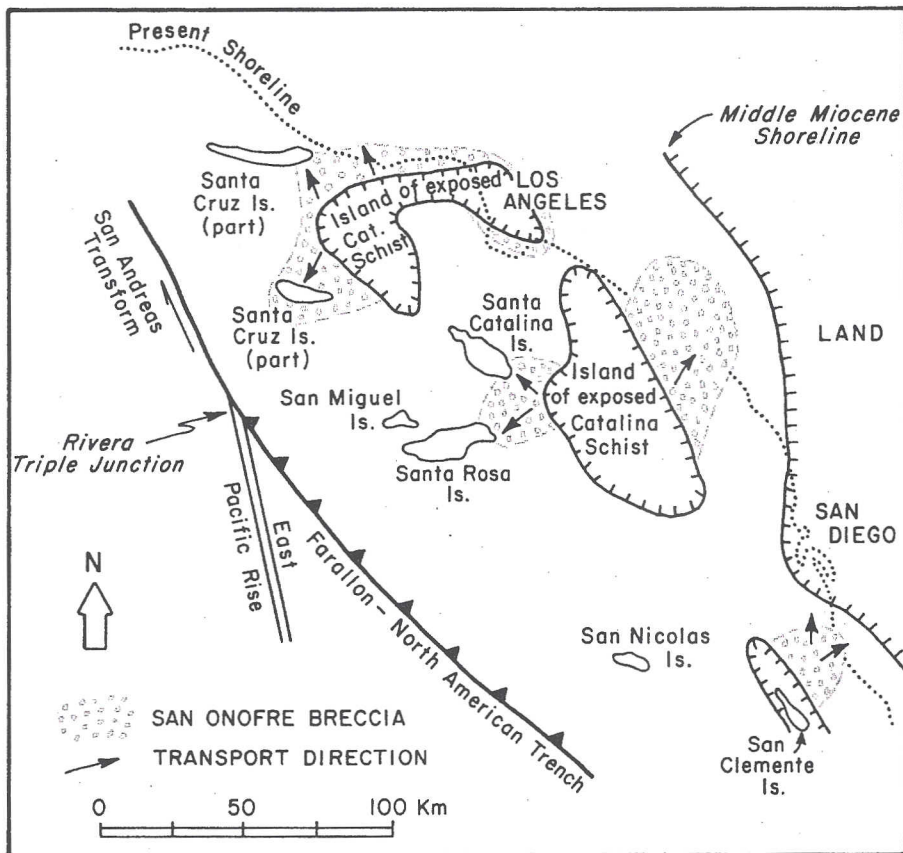 Present
Shoreline
Middle Miocene
Shoreline
Santa
Cruz Is.
(part)
Island of exposed
Cat.
Schist
LOS
ANGELES
San Andreas
Transform
Santa
Cruz Is.
(part)
Santa
Catalina
Is.
LAND
Island
of exposed
Catalina
Schist
San Miguel
Is.
Rivera
Triple Junction
Santa Rosa
Is.
East
Pacific Rise
SAN
DIEGO
Farallon - North American Trench
N
San Nicolas
Is.
San
Clemente
Is.
SAN ONOFRE BRECCIA
TRANSPORT DIRECTION
0 50 100 Km